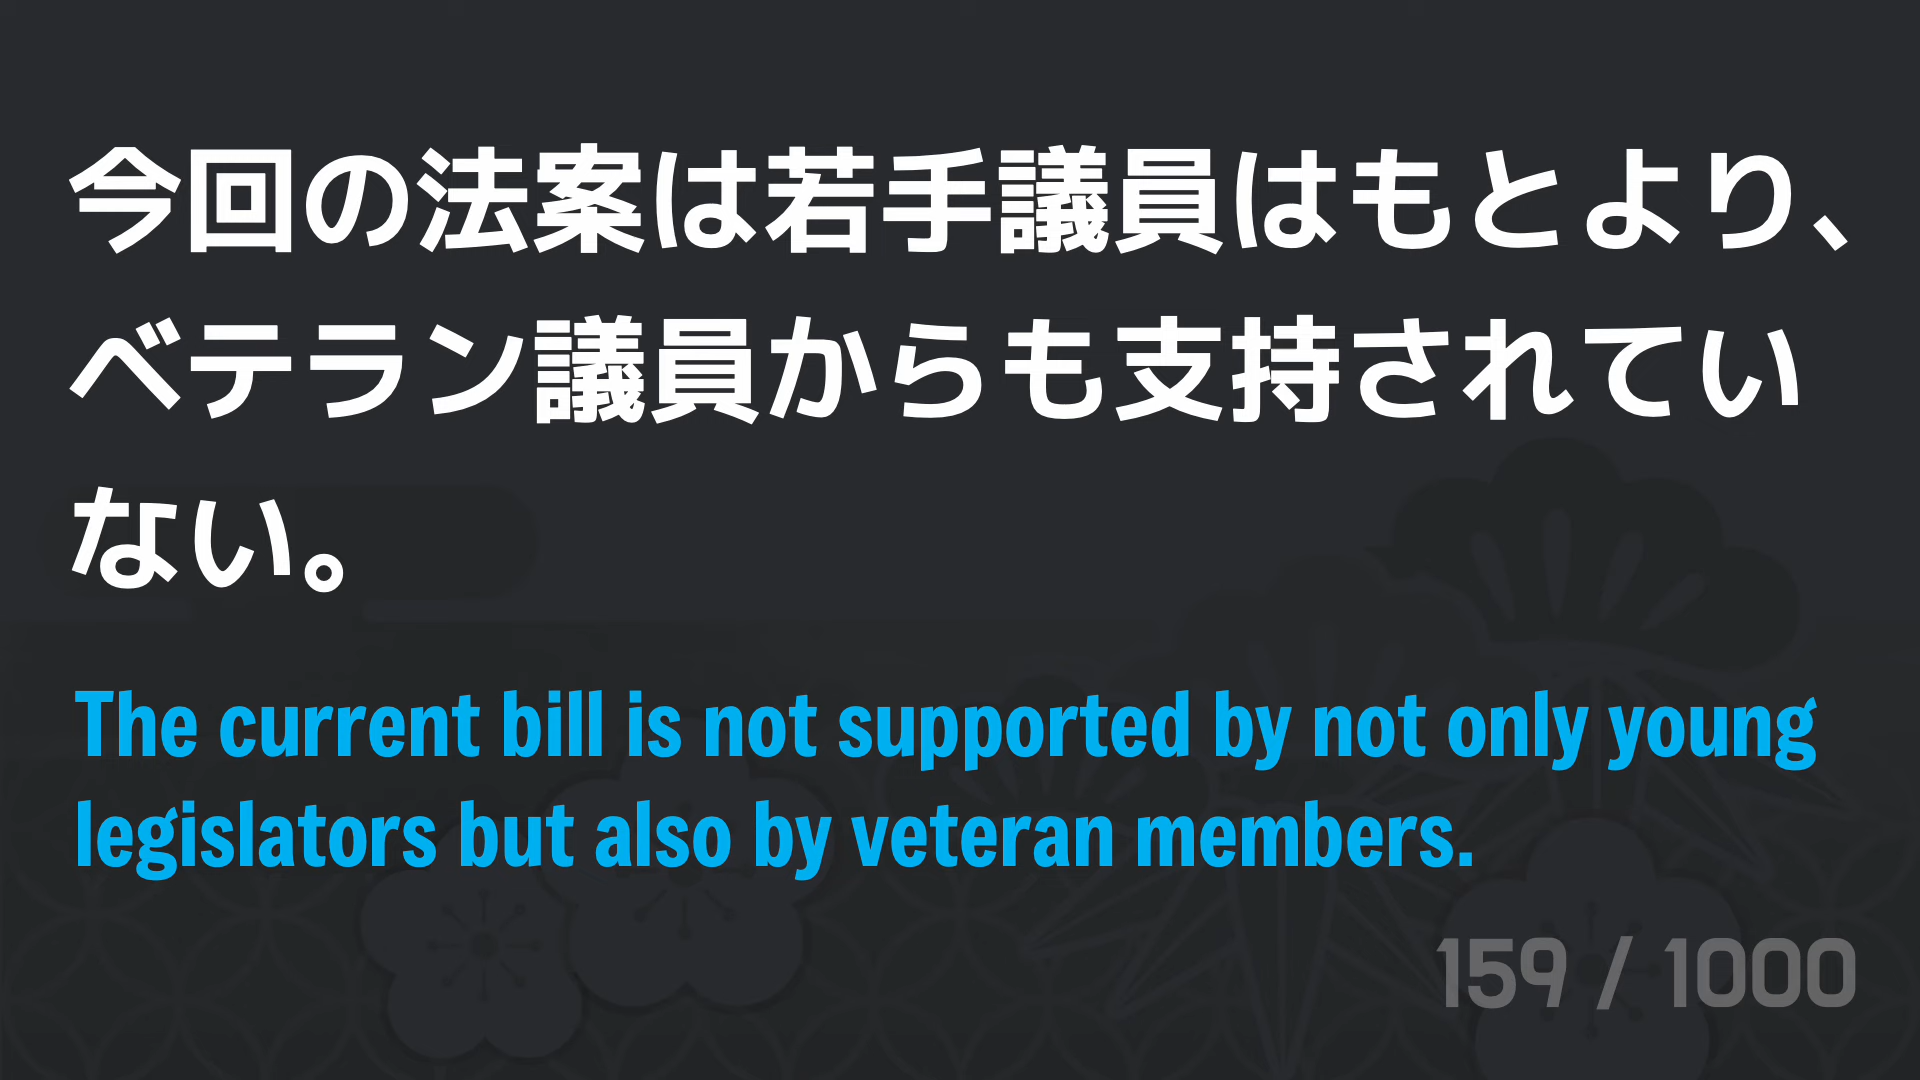 今回の法案は若手議員はもとより、
ベテラン議員からも支持されてい
ない。
The current bill is not supported by not only young
legislators but also by veteran members.
159 / 1000